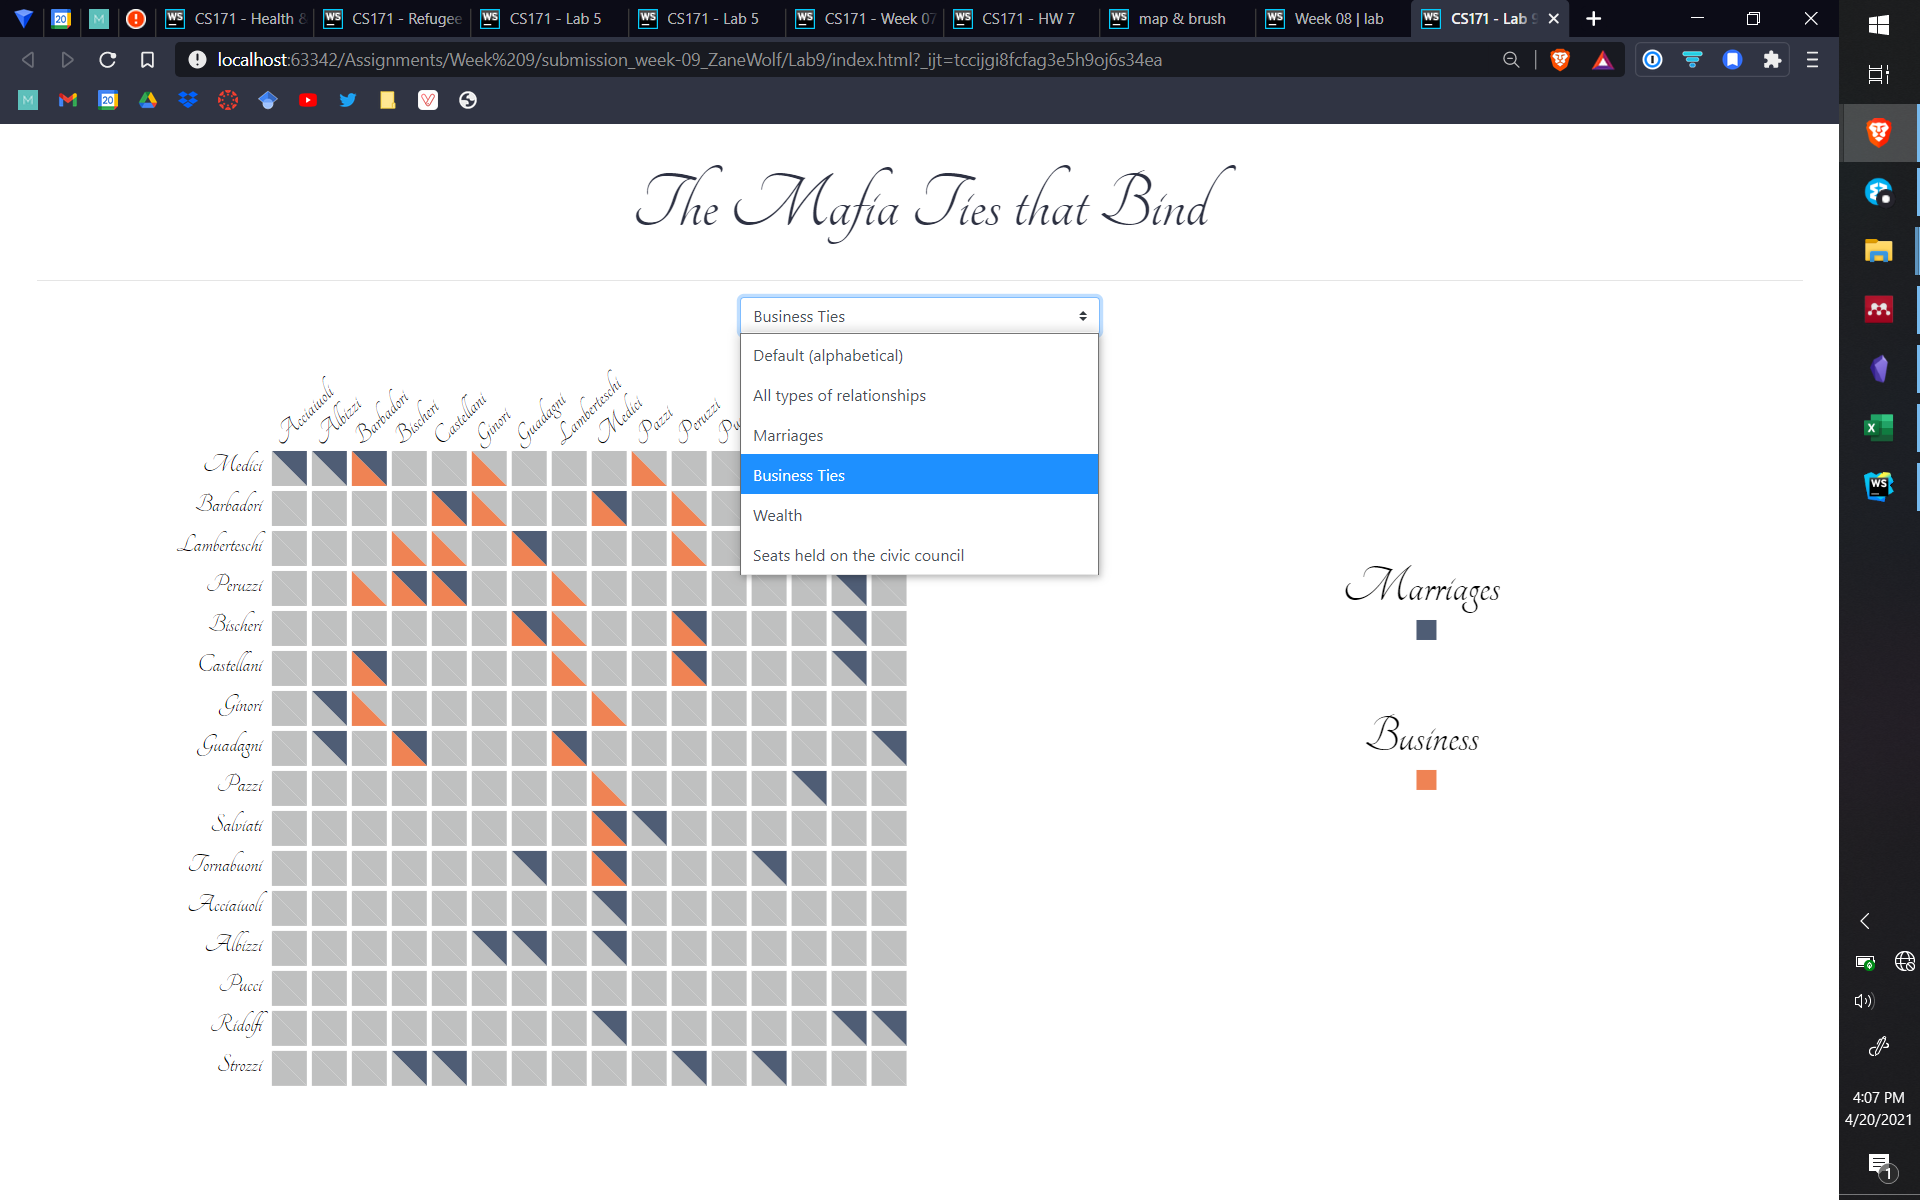 CS171 - Health &
CS171 - Refugee
CS171 - Lab 5
CS171 - Lab 5
CS171 - Week 07
CS171 - HW 7
map & brush
Week 08 | lab
CS171 - Lab 9
localhost:63342/Assignments/Week%209/submission_week-09_ZaneWolf/Lab9/index.html?_ijt=tccijgi8fcfag3e5h9oj6s34ea
The Mafia Ties that Bind
Business Ties
Default (alphabetical)
All types of relationships
Marriages
Business Ties
Wealth
Seats held on the civic council
Acciaiuoli
Albizzi
Barbadori
Bischeri
Castellani
Ginori
Guadagni
Lamberteschi
Medici
Pazzi
Peruzzi
Pu
Medici
Barbadori
Lamberteschi
Peruzzi
Bischeri
Castellani
Ginori
Guadagni
Pazzi
Salviati
Tornabuoni
Acciaiuoli
Albizzi
Pucci
Ridolfi
Strozzi
Marriages
Business
4:07 PM
4/20/2021
1